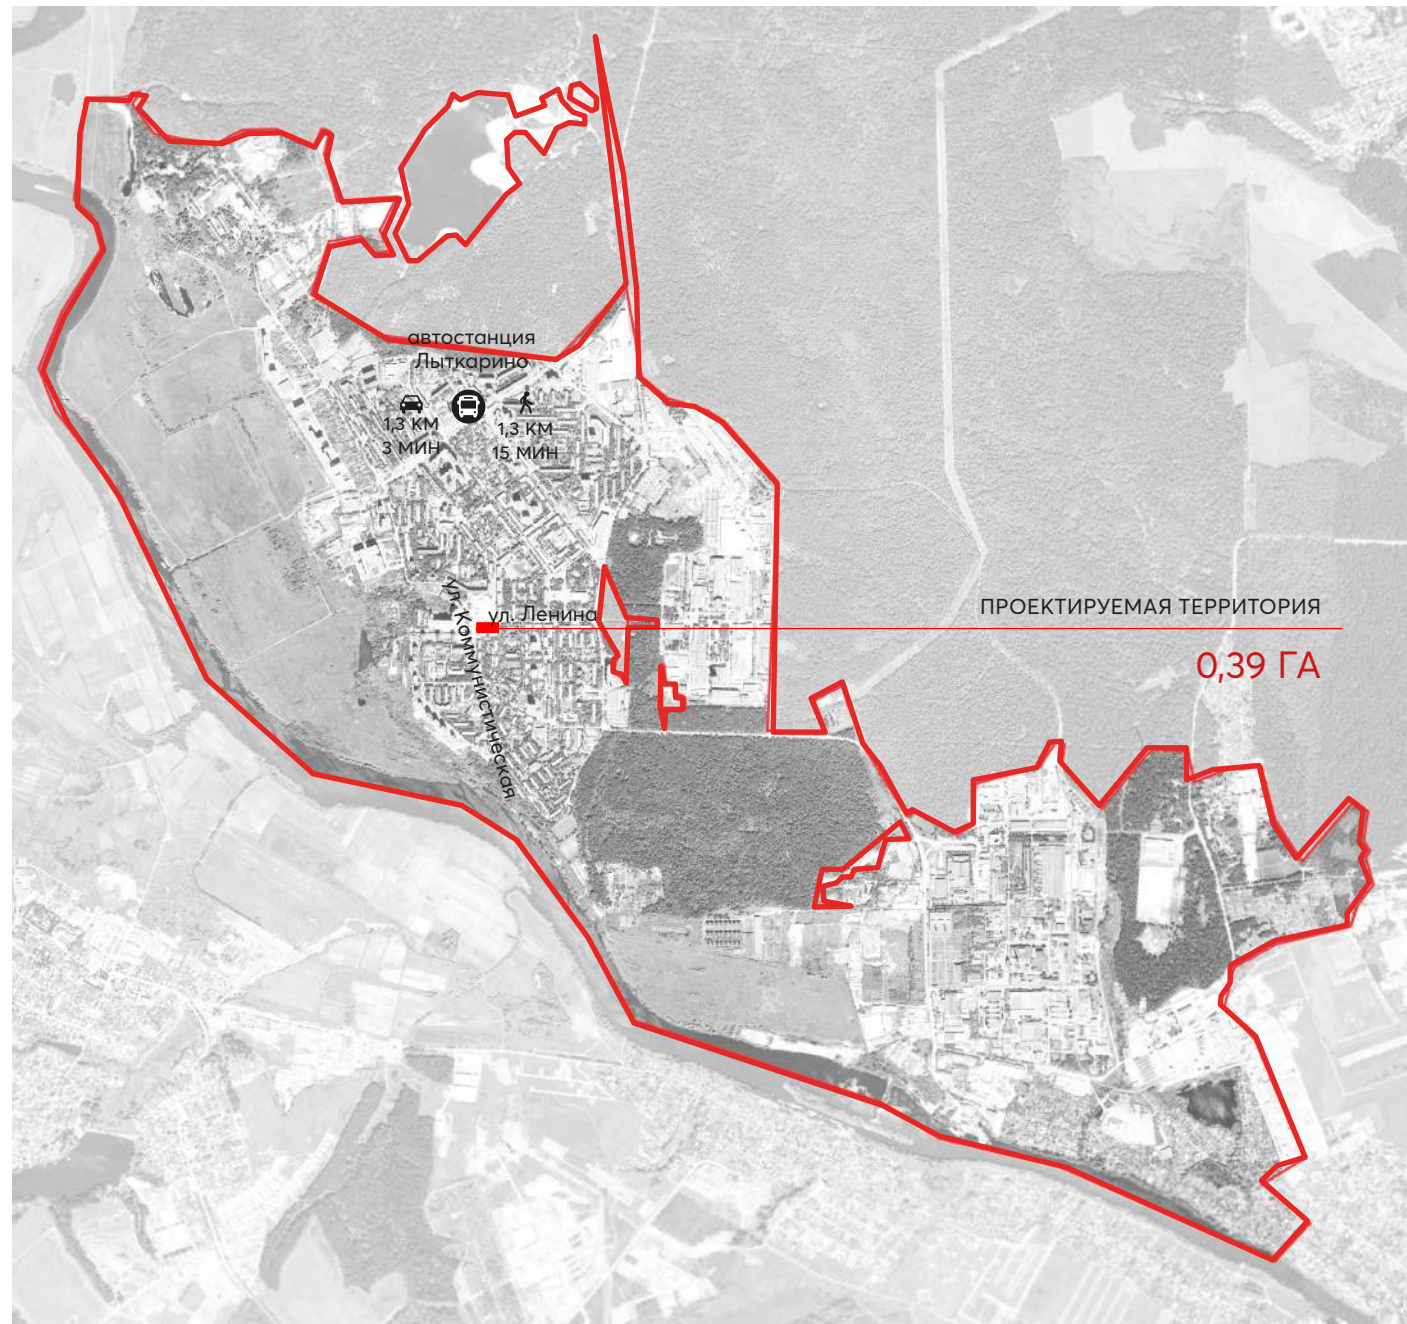 автостанция
Лыткарино
1,3 КМ
3 МИН
1,3 КМ
15 МИН
ул. Ленина
ул. Коммунистическая
ПРОЕКТИРУЕМАЯ ТЕРРИТОРИЯ
0,39 ГА